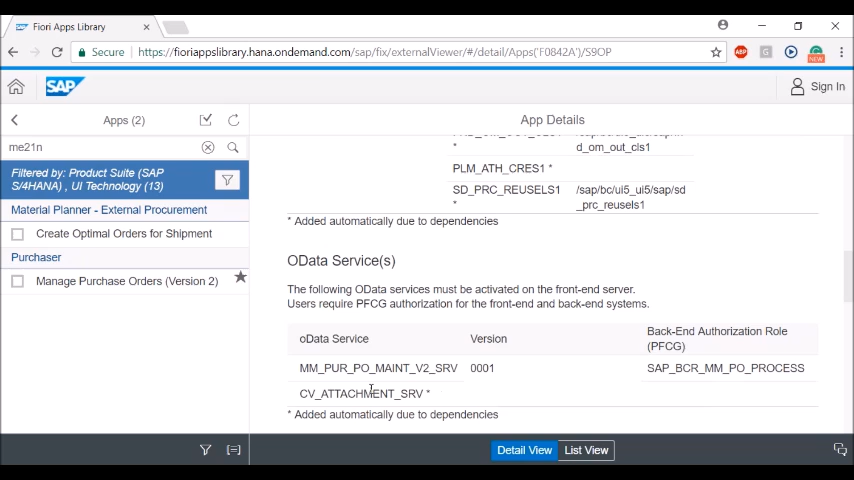 Fiori Apps Library
Secure
https://fioriappslibrary.hana.ondemand.com/sap/fix/externalViewer/#/detail/Apps('F0842A')/S9OP
ABP
G
NEW
SAP
Sign In
Apps (2)
App Details
me21n
Filtered by: Product Suite (SAP
S/4HANA) , UI Technology (13)
Material Planner - External Procurement
Create Optimal Orders for Shipment
Purchaser
Manage Purchase Orders (Version 2)
*
d_om_out_cls1
PLM_ATH_CRES1 *
SD_PRC_REUSELS1
*
/sap/bc/ui5_ui5/sap/sd
_prc_reusels1
* Added automatically due to dependencies
OData Service(s)
The following OData services must be activated on the front-end server.
Users require PFCG authorization for the front-end and back-end systems.
oData Service
Version
Back-End Authorization Role
(PFCG)
MM_PUR_PO_MAINT_V2_SRV
0001
SAP_BCR_MM_PO_PROCESS
CV_ATTACHMENT_SRV *
* Added automatically due to dependencies
Detail View
List View